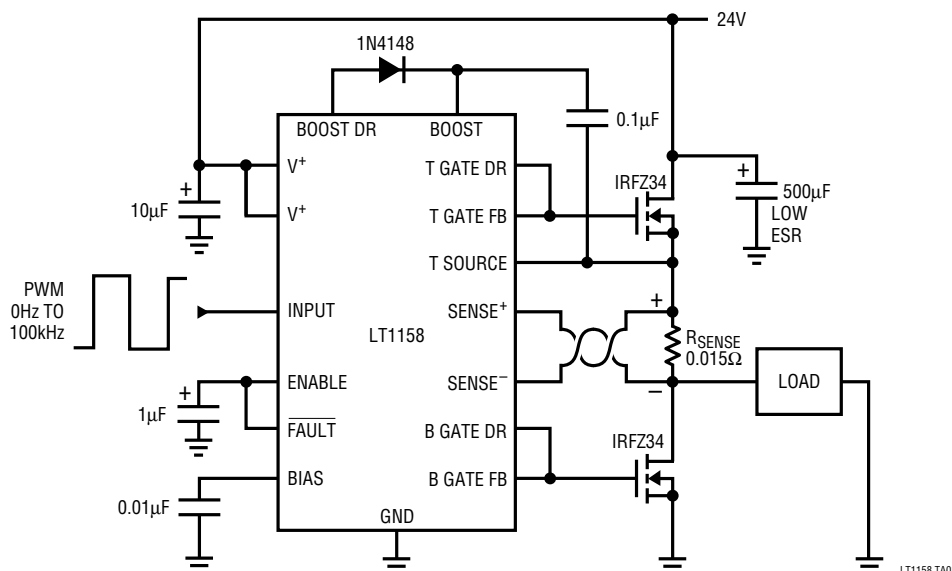 24V
1N4148
BOOST DR
BOOST
0.1µF
V+
T GATE DR
IRFZ34
+
500µF
LOW
ESR
+
10µF
V+
T GATE FB
T SOURCE
PWM
0Hz TO
100kHz
INPUT
SENSE+
+
LT1158
RSENSE
0.015Ω
ENABLE
SENSE–
–
LOAD
+
1µF
FAULT
B GATE DR
IRFZ34
BIAS
B GATE FB
0.01µF
GND